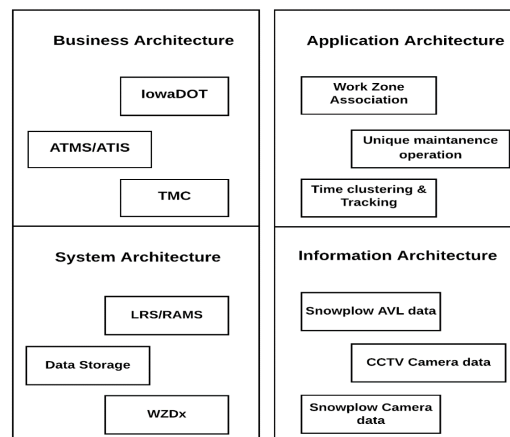 Business Architecture
IowaDOT
ATMS/ATIS
TMC
Application Architecture
Work Zone
Association
Unique maintanence
operation
Time clustering &
Tracking
System Architecture
LRS/RAMS
Data Storage
WZDx
Information Architecture
Snowplow AVL data
CCTV Camera data
Snowplow Camera
data